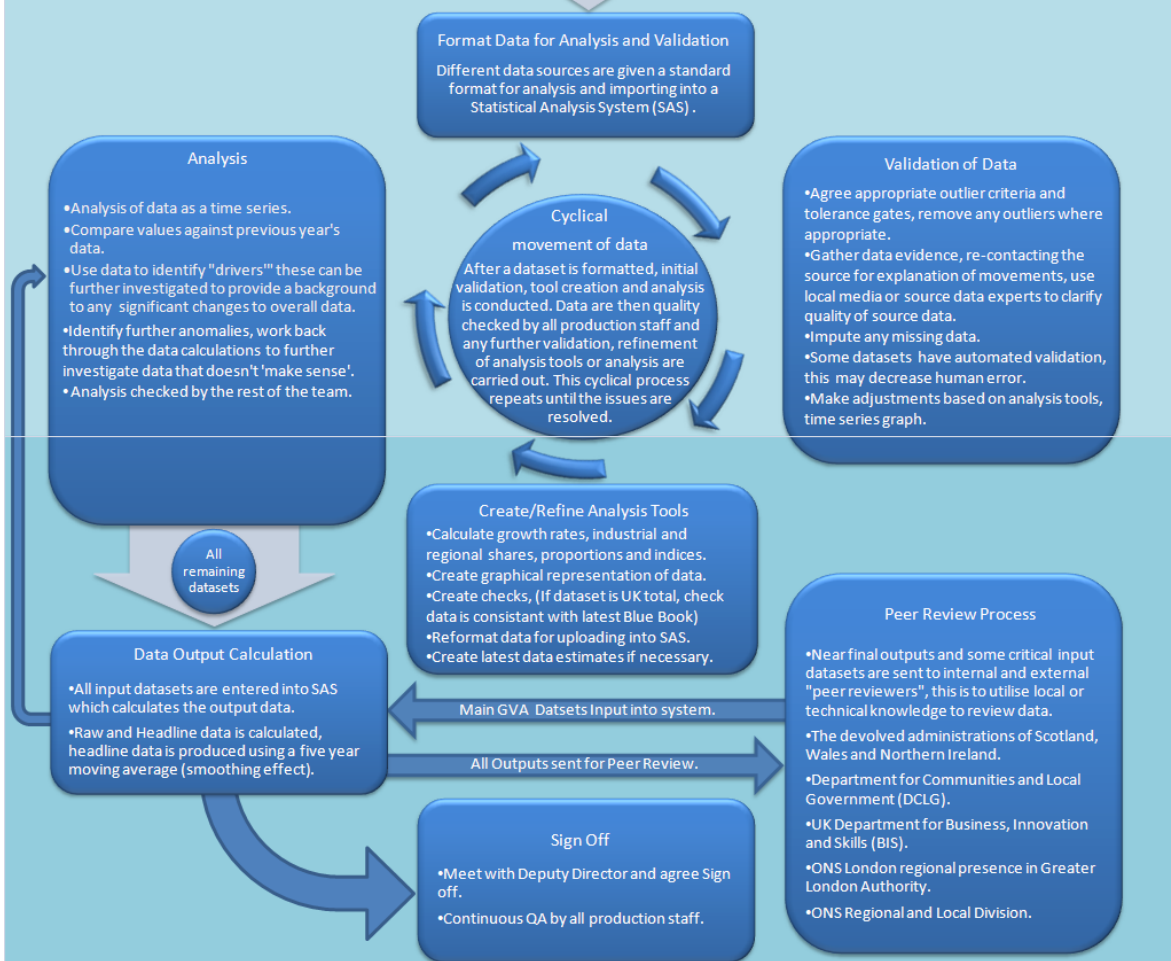 Format Data for Analysis and Validation
Different data sources are given a standard
format for analysis and importing into a
Statistical Analysis System (SAS) .
Analysis
•Analysis of data as a time series.
•Compare values against previous year's
data.
•Use data to identify "drivers'" these can be
further investigated to provide a background
to any significant changes to overall data.
•Identify further anomalies, work back
through the data calculations to further
investigate data that doesn't 'make sense'.
•Analysis checked by the rest of the team.
Cyclical
movement of data
After a dataset is formatted, initial
validation, tool creation and analysis
is conducted. Data are then quality
checked by all production staff and
any further validation, refinement
of analysis tools or analysis are
carried out. This cyclical process
repeats until the issues are
resolved.
Validation of Data
•Agree appropriate outlier criteria and
tolerance gates, remove any outliers where
appropriate.
•Gather data evidence, re-contacting the
source for explanation of movements, use
local media or source data experts to clarify
quality of source data.
•Impute any missing data.
•Some datasets have automated validation,
this may decrease human error.
•Make adjustments based on analysis tools,
time series graph.
Create/Refine Analysis Tools
•Calculate growth rates, industrial and
regional shares, proportions and indices.
•Create graphical representation of data.
•Create checks, (If dataset is UK total, check
data is consistant with latest Blue Book)
•Reformat data for uploading into SAS.
•Create latest data estimates if necessary.
All
remaining
datasets
Data Output Calculation
•All input datasets are entered into SAS
which calculates the output data.
•Raw and Headline data is calculated,
headline data is produced using a five year
moving average (smoothing effect).
Main GVA Datsets Input into system.
All Outputs sent for Peer Review.
Peer Review Process
•Near final outputs and some critical input
datasets are sent to internal and external
"peer reviewers", this is to utilise local or
technical knowledge to review data.
•The devolved administrations of Scotland,
Wales and Northern Ireland.
•Department for Communities and Local
Government (DCLG).
•UK Department for Business, Innovation
and Skills (BIS).
•ONS London regional presence in Greater
London Authority.
•ONS Regional and Local Division.
Sign Off
•Meet with Deputy Director and agree Sign
off.
•Continuous QA by all production staff.